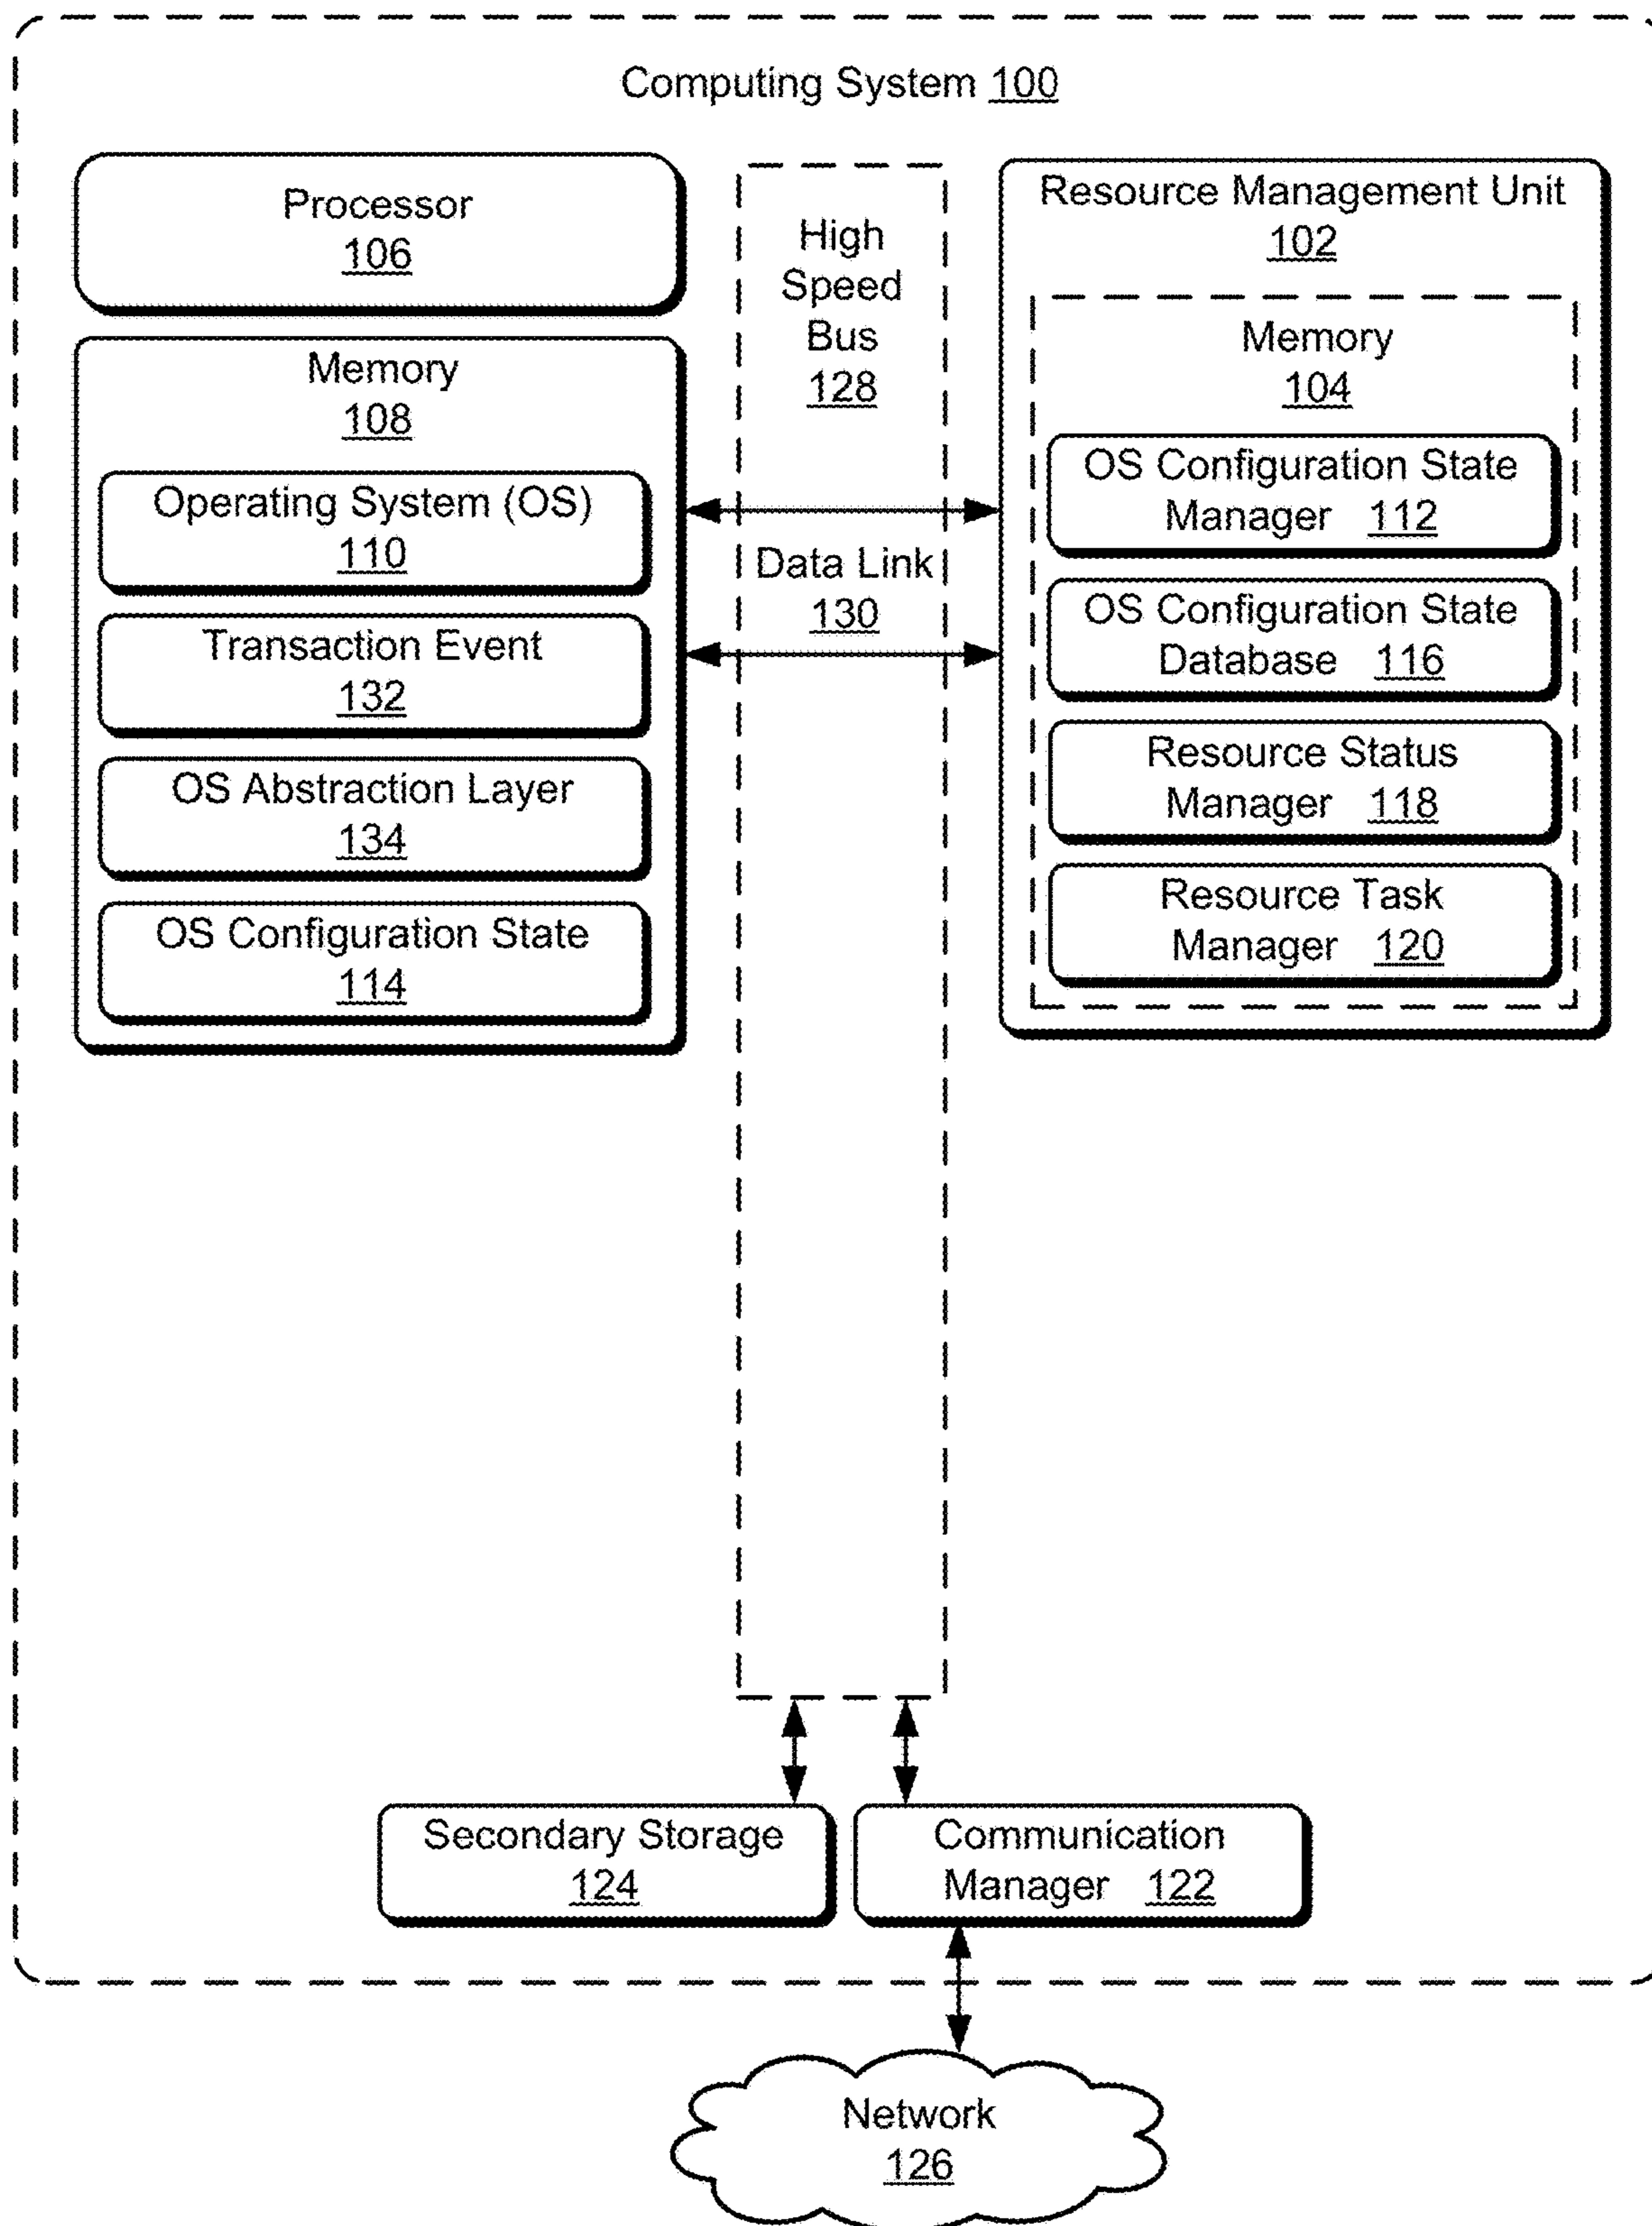 Computing System 100
Processor
106
Memory
108
Operating System (OS)
110
Transaction Event
132
OS Abstraction Layer
134
OS Configuration State
114
High
Speed
Bus
128
Data Link
130
Resource Management Unit
102
Memory
104
OS Configuration State
Manager 112
OS Configuration State
Database 116
Resource Status
Manager 118
Resource Task
Manager 120
Secondary Storage
124
Communication
Manager 122
Network
126